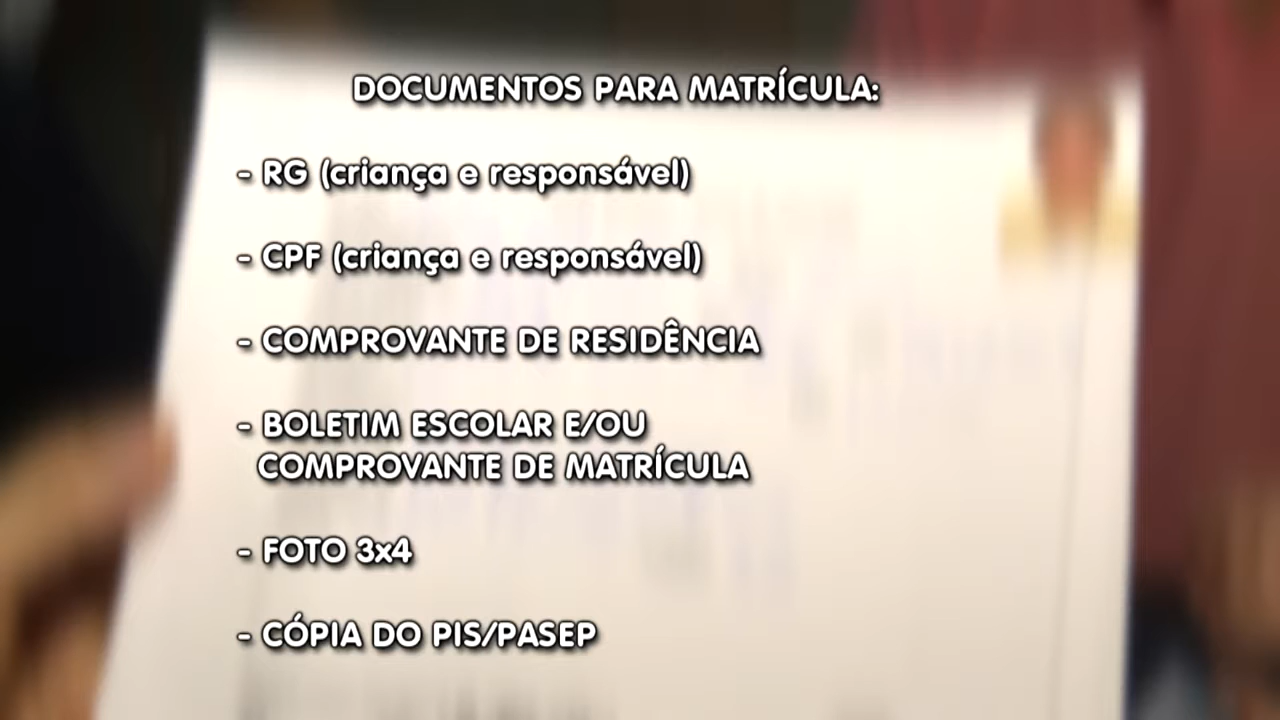 DOCUMENTOS PARA MATRÍCULA:
- RG (criança e responsável)
- CPF (criança e responsável)
- COMPROVANTE DE RESIDÊNCIA
- BOLETIM ESCOLAR E/OU
COMPROVANTE DE MATRÍCULA
- FOTO 3x4
- CÓPIA DO PIS/PASEP